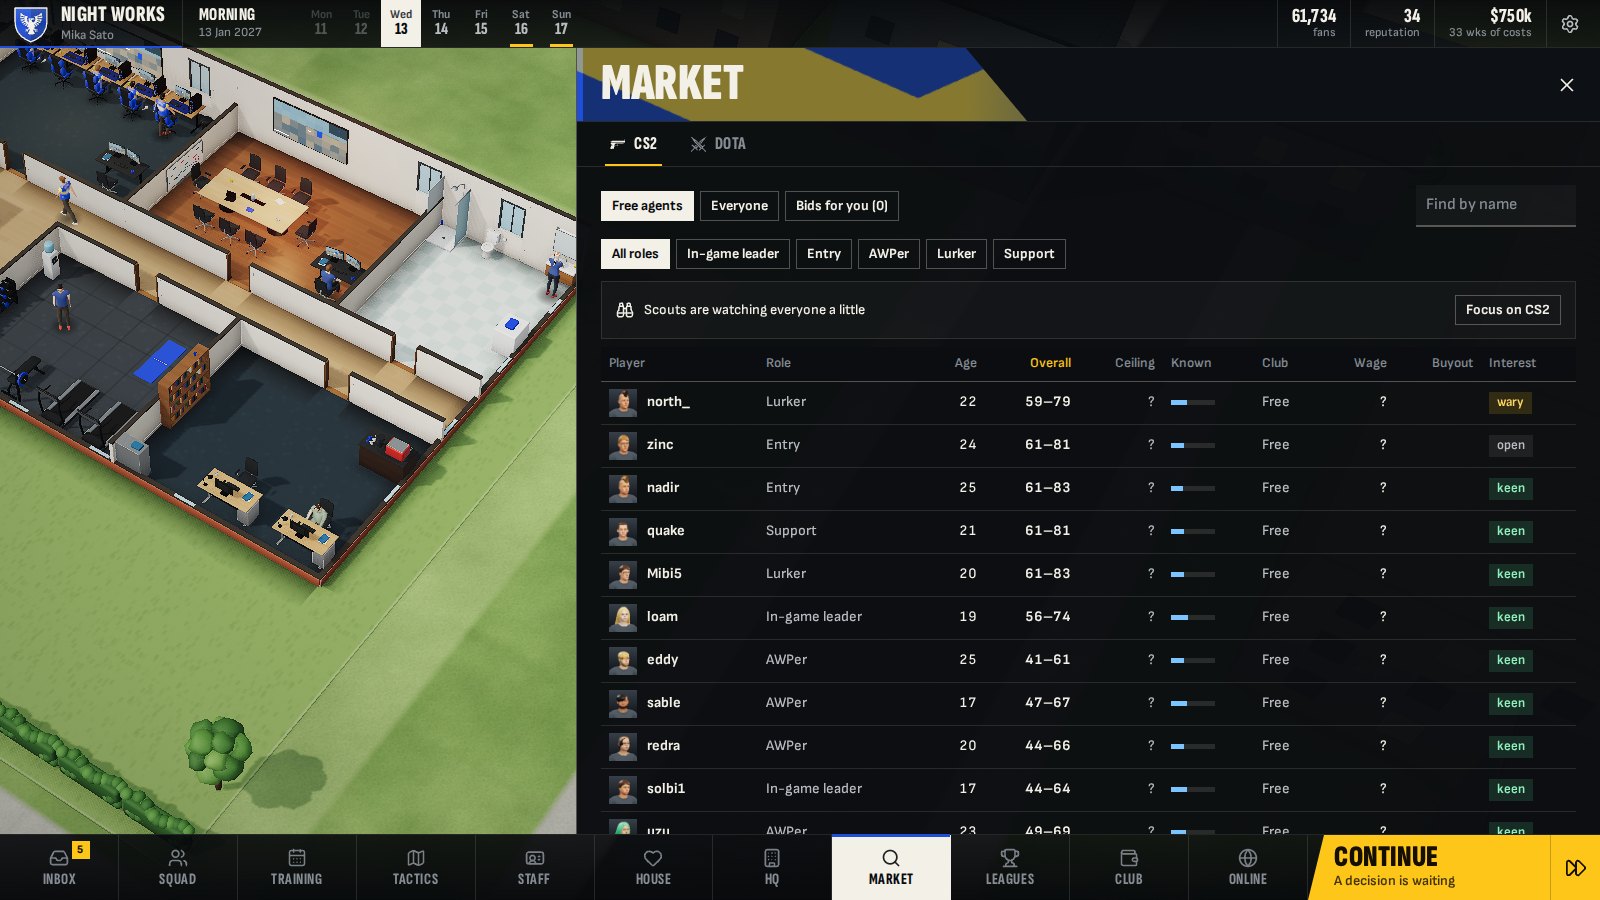 NIGHT WORKS
Mika Sato
MORNING
13 Jan 2027
Mon 11
Tue 12
Wed 13
Thu 14
Fri 15
Sat 16
Sun 17
61,734
fans
34
reputation
$750k
33 wks of costs
MARKET
CS2
DOTA
Free agents
Everyone
Bids for you (0)
Find by name
All roles
In-game leader
Entry
AWPer
Lurker
Support
Scouts are watching everyone a little
Focus on CS2
Player Role Age Overall Ceiling Known Club Wage Buyout Interest
north_ Lurker 22 59–79 ? Free ? wary
zinc Entry 24 61–81 ? Free ? open
nadir Entry 25 61–83 ? Free ? keen
quake Support 21 61–81 ? Free ? keen
Mibi5 Lurker 20 61–83 ? Free ? keen
loam In-game leader 19 56–74 ? Free ? keen
eddy AWPer 25 41–61 ? Free ? keen
sable AWPer 17 47–67 ? Free ? keen
redra AWPer 20 44–66 ? Free ? keen
solbi1 In-game leader 17 44–64 ? Free ? keen
uzu AWPer 23 49–69 ? Free ? keen
5
INBOX
SQUAD
TRAINING
TACTICS
STAFF
HOUSE
HQ
MARKET
LEAGUES
CLUB
ONLINE
CONTINUE
A decision is waiting